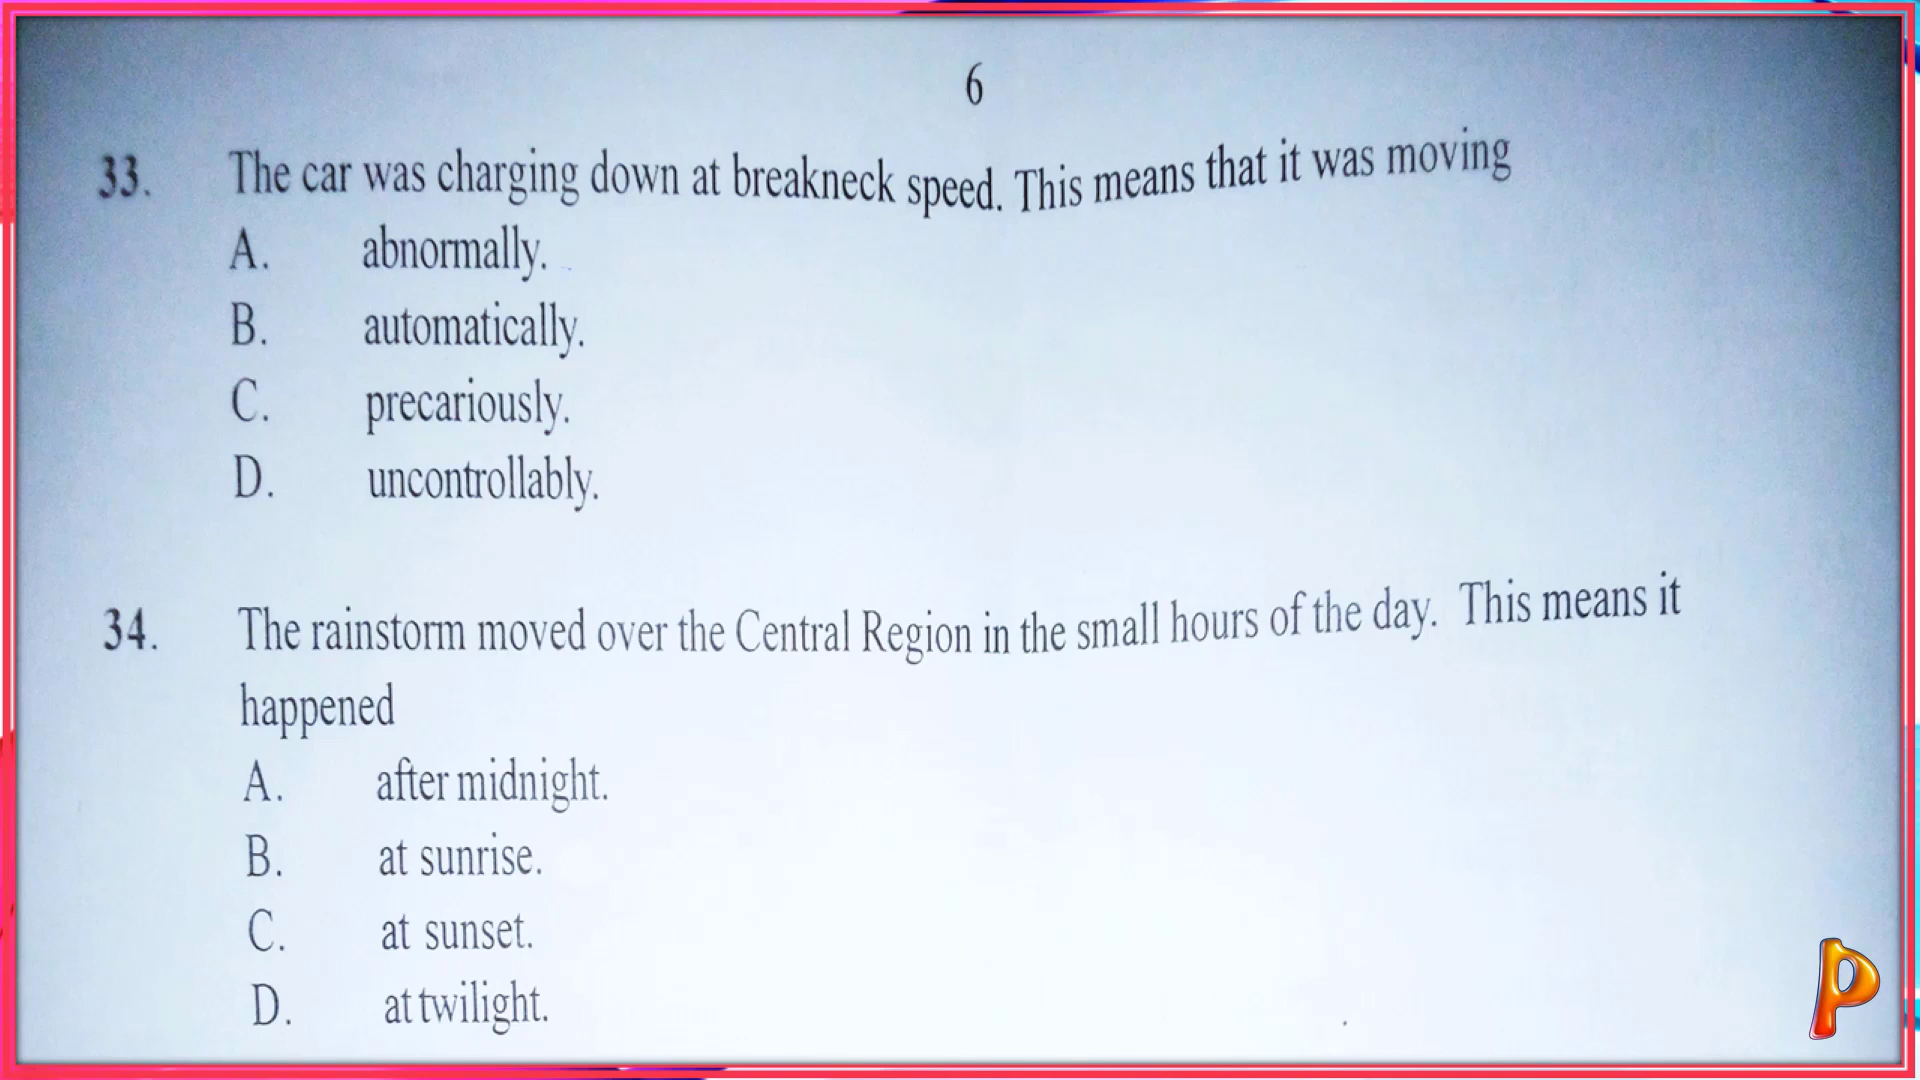 6
33. The car was charging down at breakneck speed. This means that it was moving
A. abnormally.
B. automatically.
C. precariously.
D. uncontrollably.
34. The rainstorm moved over the Central Region in the small hours of the day. This means it
happened
A. after midnight.
B. at sunrise.
C. at sunset.
D. at twilight.
P